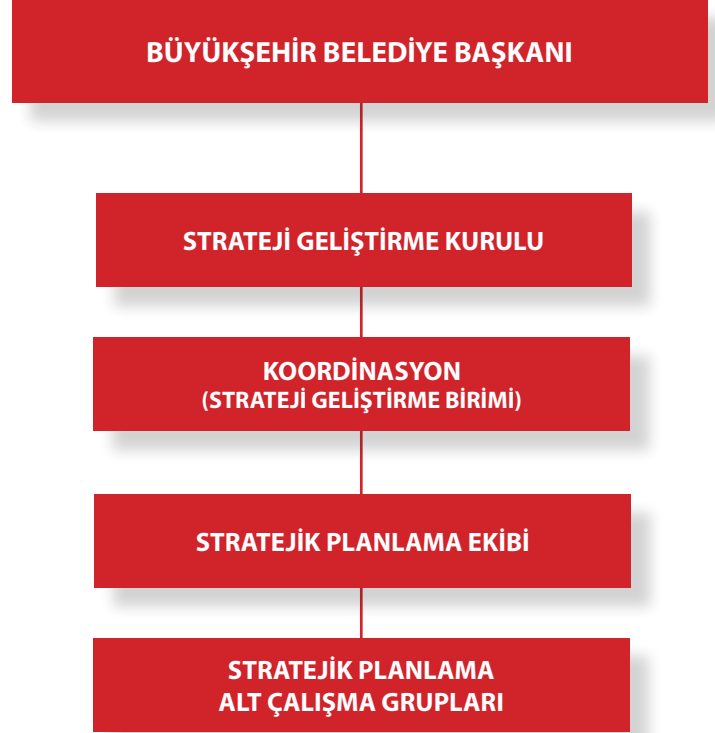 BÜYÜKŞEHİR BELEDİYE BAŞKANI
STRATEJİ GELİŞTİRME KURULU
KOORDİNASYON
(STRATEJİ GELİŞTİRME BİRİMİ)
STRATEJİK PLANLAMA EKİBİ
STRATEJİK PLANLAMA
ALT ÇALIŞMA GRUPLARI